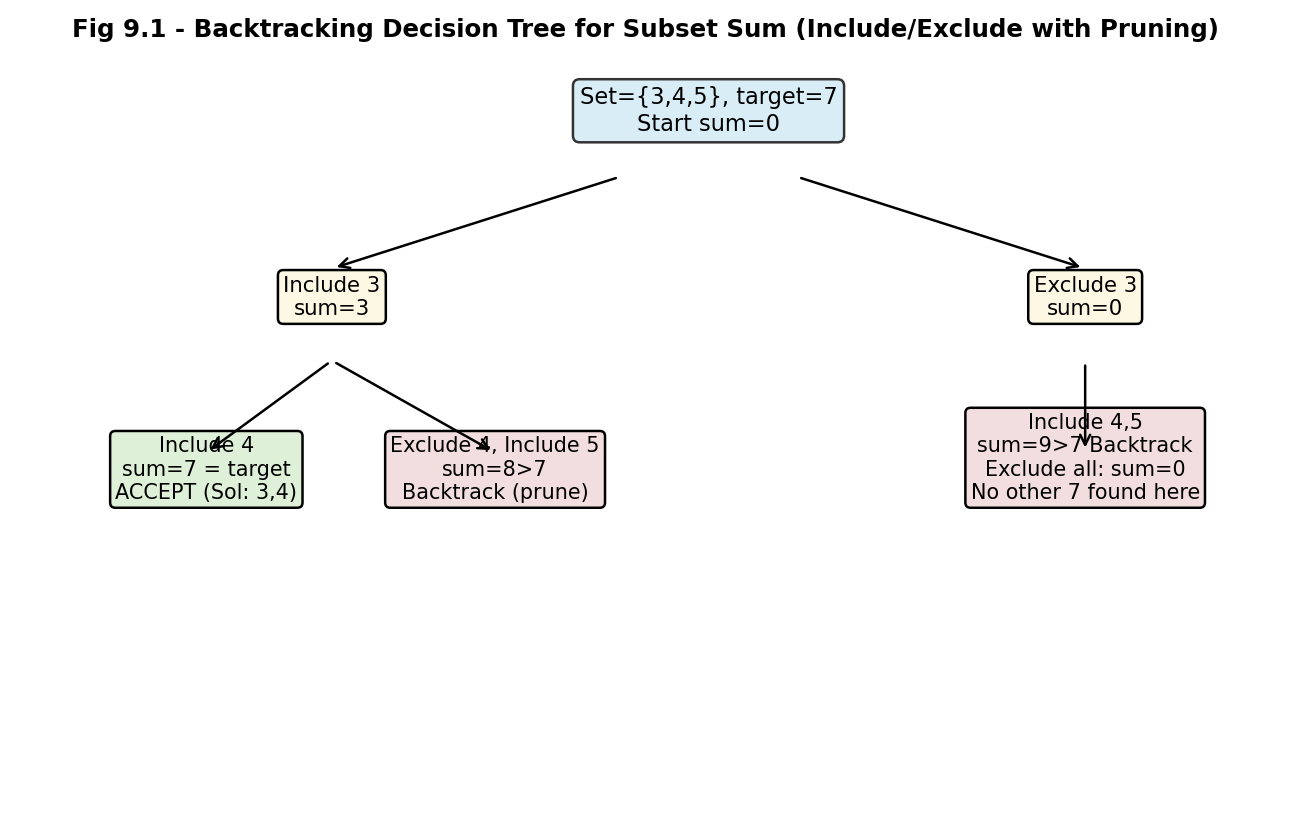 Fig 9.1 - Backtracking Decision Tree for Subset Sum (Include/Exclude with Pruning)
Set={3,4,5}, target=7
Start sum=0
Include 3
sum=3
Exclude 3
sum=0
Include 4
sum=7 = target
ACCEPT (Sol: 3,4)
Exclude 4, Include 5
sum=8>7
Backtrack (prune)
Include 4,5
sum=9>7 Backtrack
Exclude all: sum=0
No other 7 found here